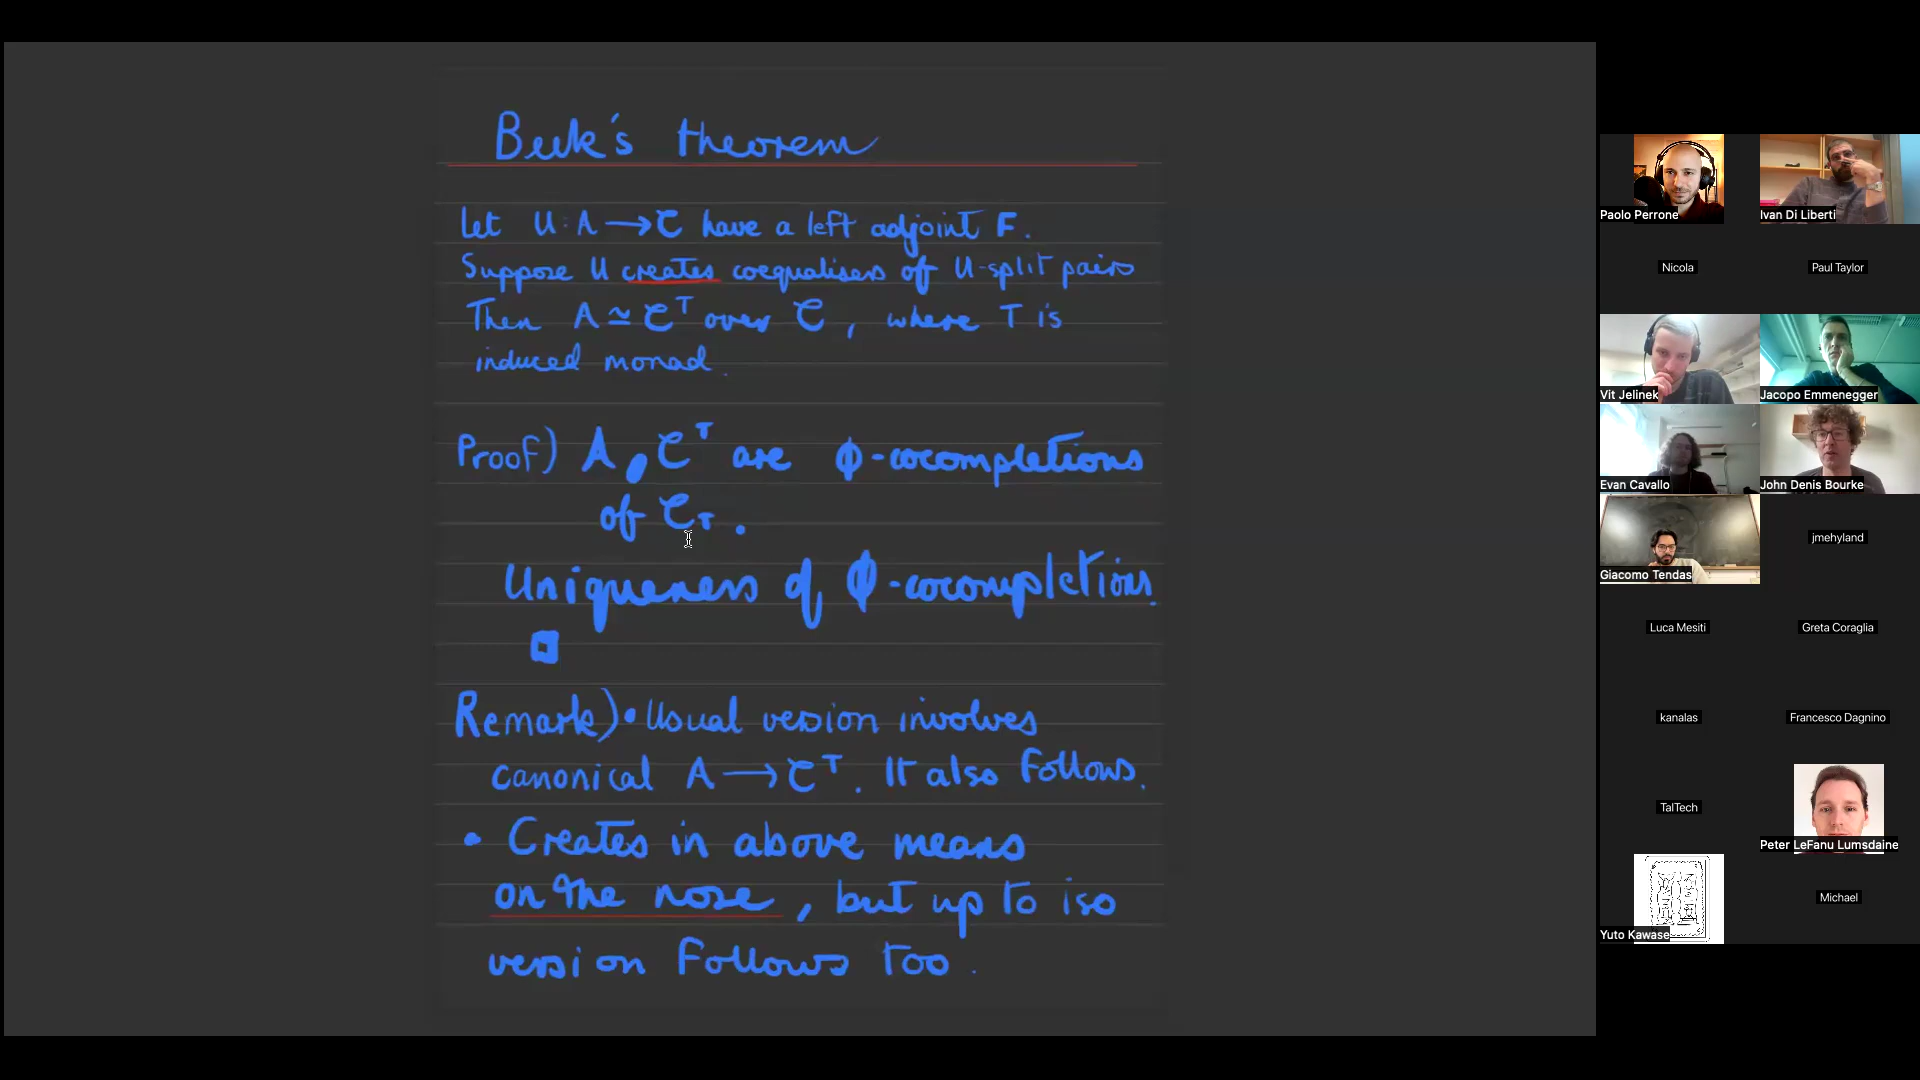 Beck's theorem
Let U: A → C have a left adjoint F.
Suppose U creates coequalisers of U-split pairs
Then A ≃ C^T over C, where T is
induced monad.
Proof) A, C^T are Φ-cocompletions
of C_T.
Uniqueness of Φ-cocompletions.
Remark) • Usual version involves
canonical A → C^T. It also follows.
• Creates in above means
on the nose, but up to iso
version follows too.
Paolo Perrone
Ivan Di Liberti
Nicola
Paul Taylor
Vit Jelinek
Jacopo Emmenegger
Evan Cavallo
John Denis Bourke
Giacomo Tendas
jmehyland
Luca Mesiti
Greta Coraglia
kanalas
Francesco Dagnino
TalTech
Peter LeFanu Lumsdaine
Yuto Kawase
Michael